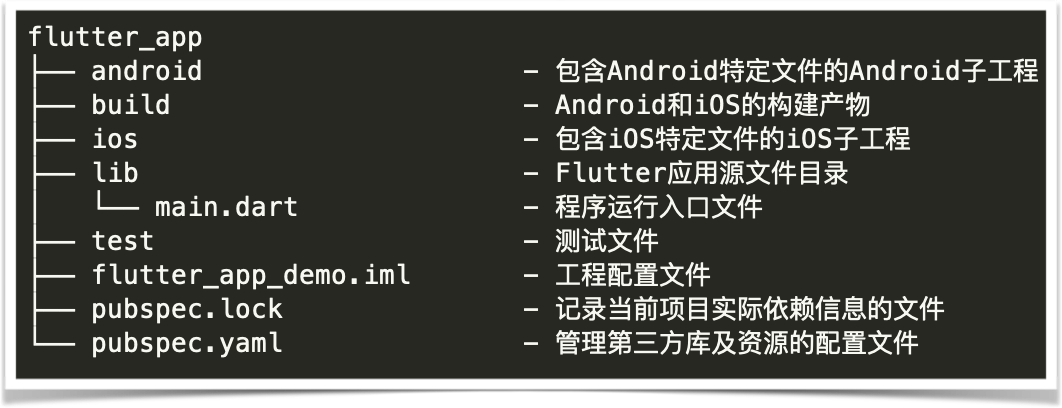 flutter_app
├── android - 包含Android特定文件的Android子工程
├── build - Android和iOS的构建产物
├── ios - 包含iOS特定文件的iOS子工程
├── lib - Flutter应用源文件目录
│   └── main.dart - 程序运行入口文件
├── test - 测试文件
├── flutter_app_demo.iml - 工程配置文件
├── pubspec.lock - 记录当前项目实际依赖信息的文件
└── pubspec.yaml - 管理第三方库及资源的配置文件